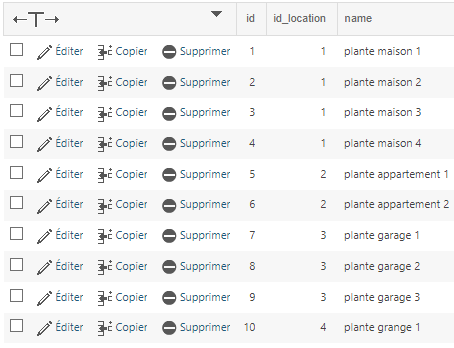 id id_location name
Éditer Copier Supprimer 1 1 plante maison 1
Éditer Copier Supprimer 2 1 plante maison 2
Éditer Copier Supprimer 3 1 plante maison 3
Éditer Copier Supprimer 4 1 plante maison 4
Éditer Copier Supprimer 5 2 plante appartement 1
Éditer Copier Supprimer 6 2 plante appartement 2
Éditer Copier Supprimer 7 3 plante garage 1
Éditer Copier Supprimer 8 3 plante garage 2
Éditer Copier Supprimer 9 3 plante garage 3
Éditer Copier Supprimer 10 4 plante grange 1